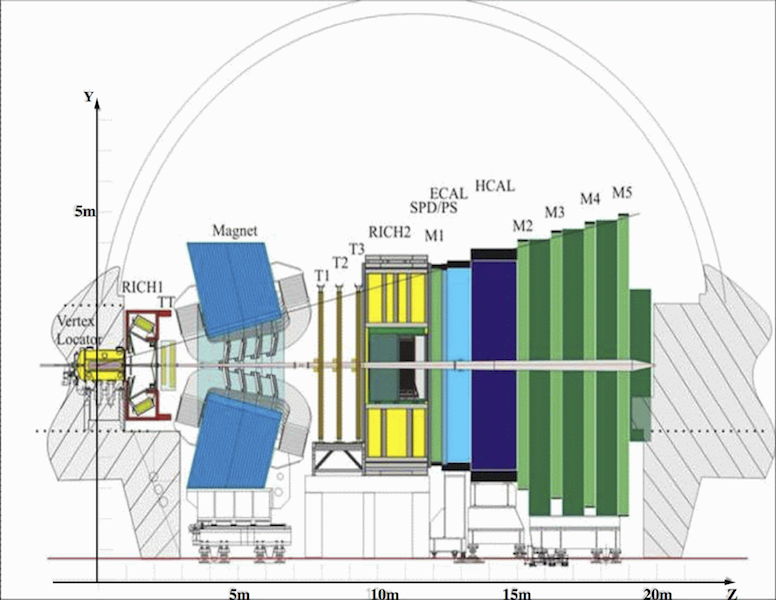 Y
5m
Magnet
RICH1
TT
Vertex
Locator
T1
T2
T3
RICH2
SPD/PS
ECAL
HCAL
M1
M2
M3
M4
M5
5m
10m
15m
20m
Z